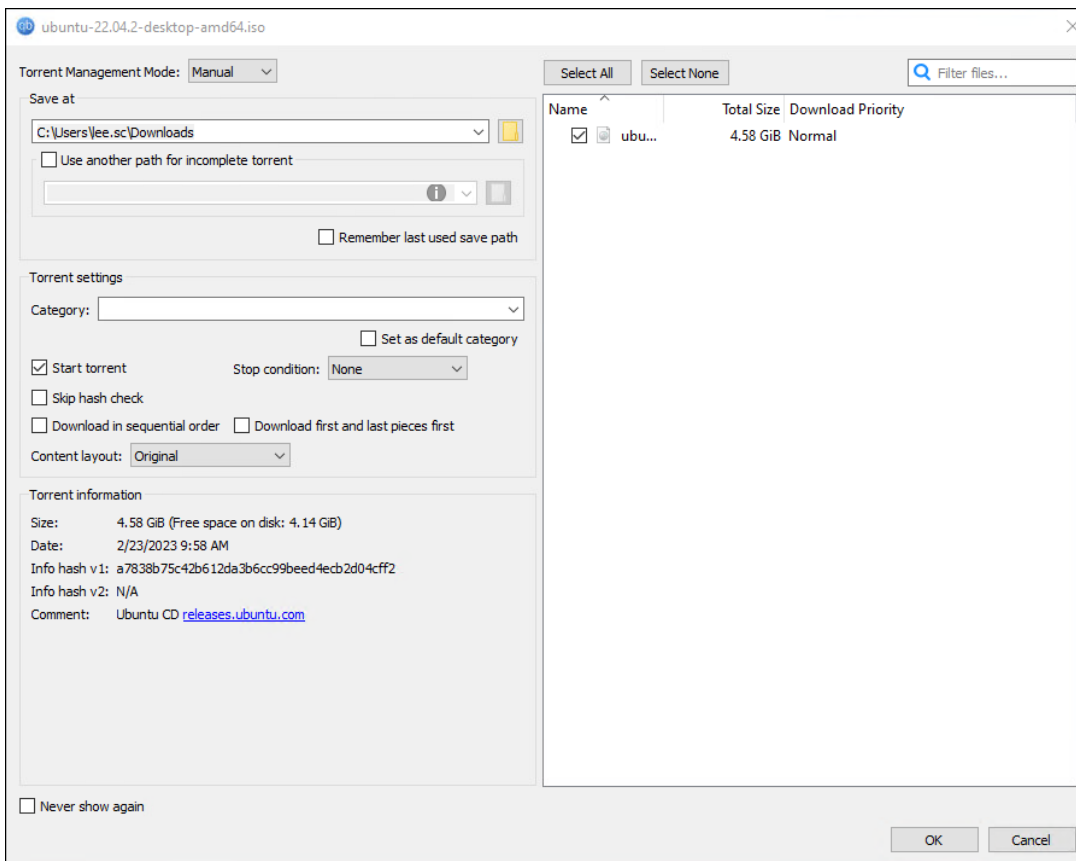 ubuntu-22.04.2-desktop-amd64.iso
Torrent Management Mode: Manual
Save at
C:\Users\lee.sc\Downloads
Use another path for incomplete torrent
Remember last used save path
Torrent settings
Category:
Set as default category
Start torrent Stop condition: None
Skip hash check
Download in sequential order Download first and last pieces first
Content layout: Original
Torrent information
Size: 4.58 GiB (Free space on disk: 4.14 GiB)
Date: 2/23/2023 9:58 AM
Info hash v1: a7838b75c42b612da3b6cc99beed4ecb2d04cff2
Info hash v2: N/A
Comment: Ubuntu CD releases.ubuntu.com
Never show again
Select All Select None Filter files...
Name Total Size Download Priority
ubu... 4.58 GiB Normal
OK Cancel